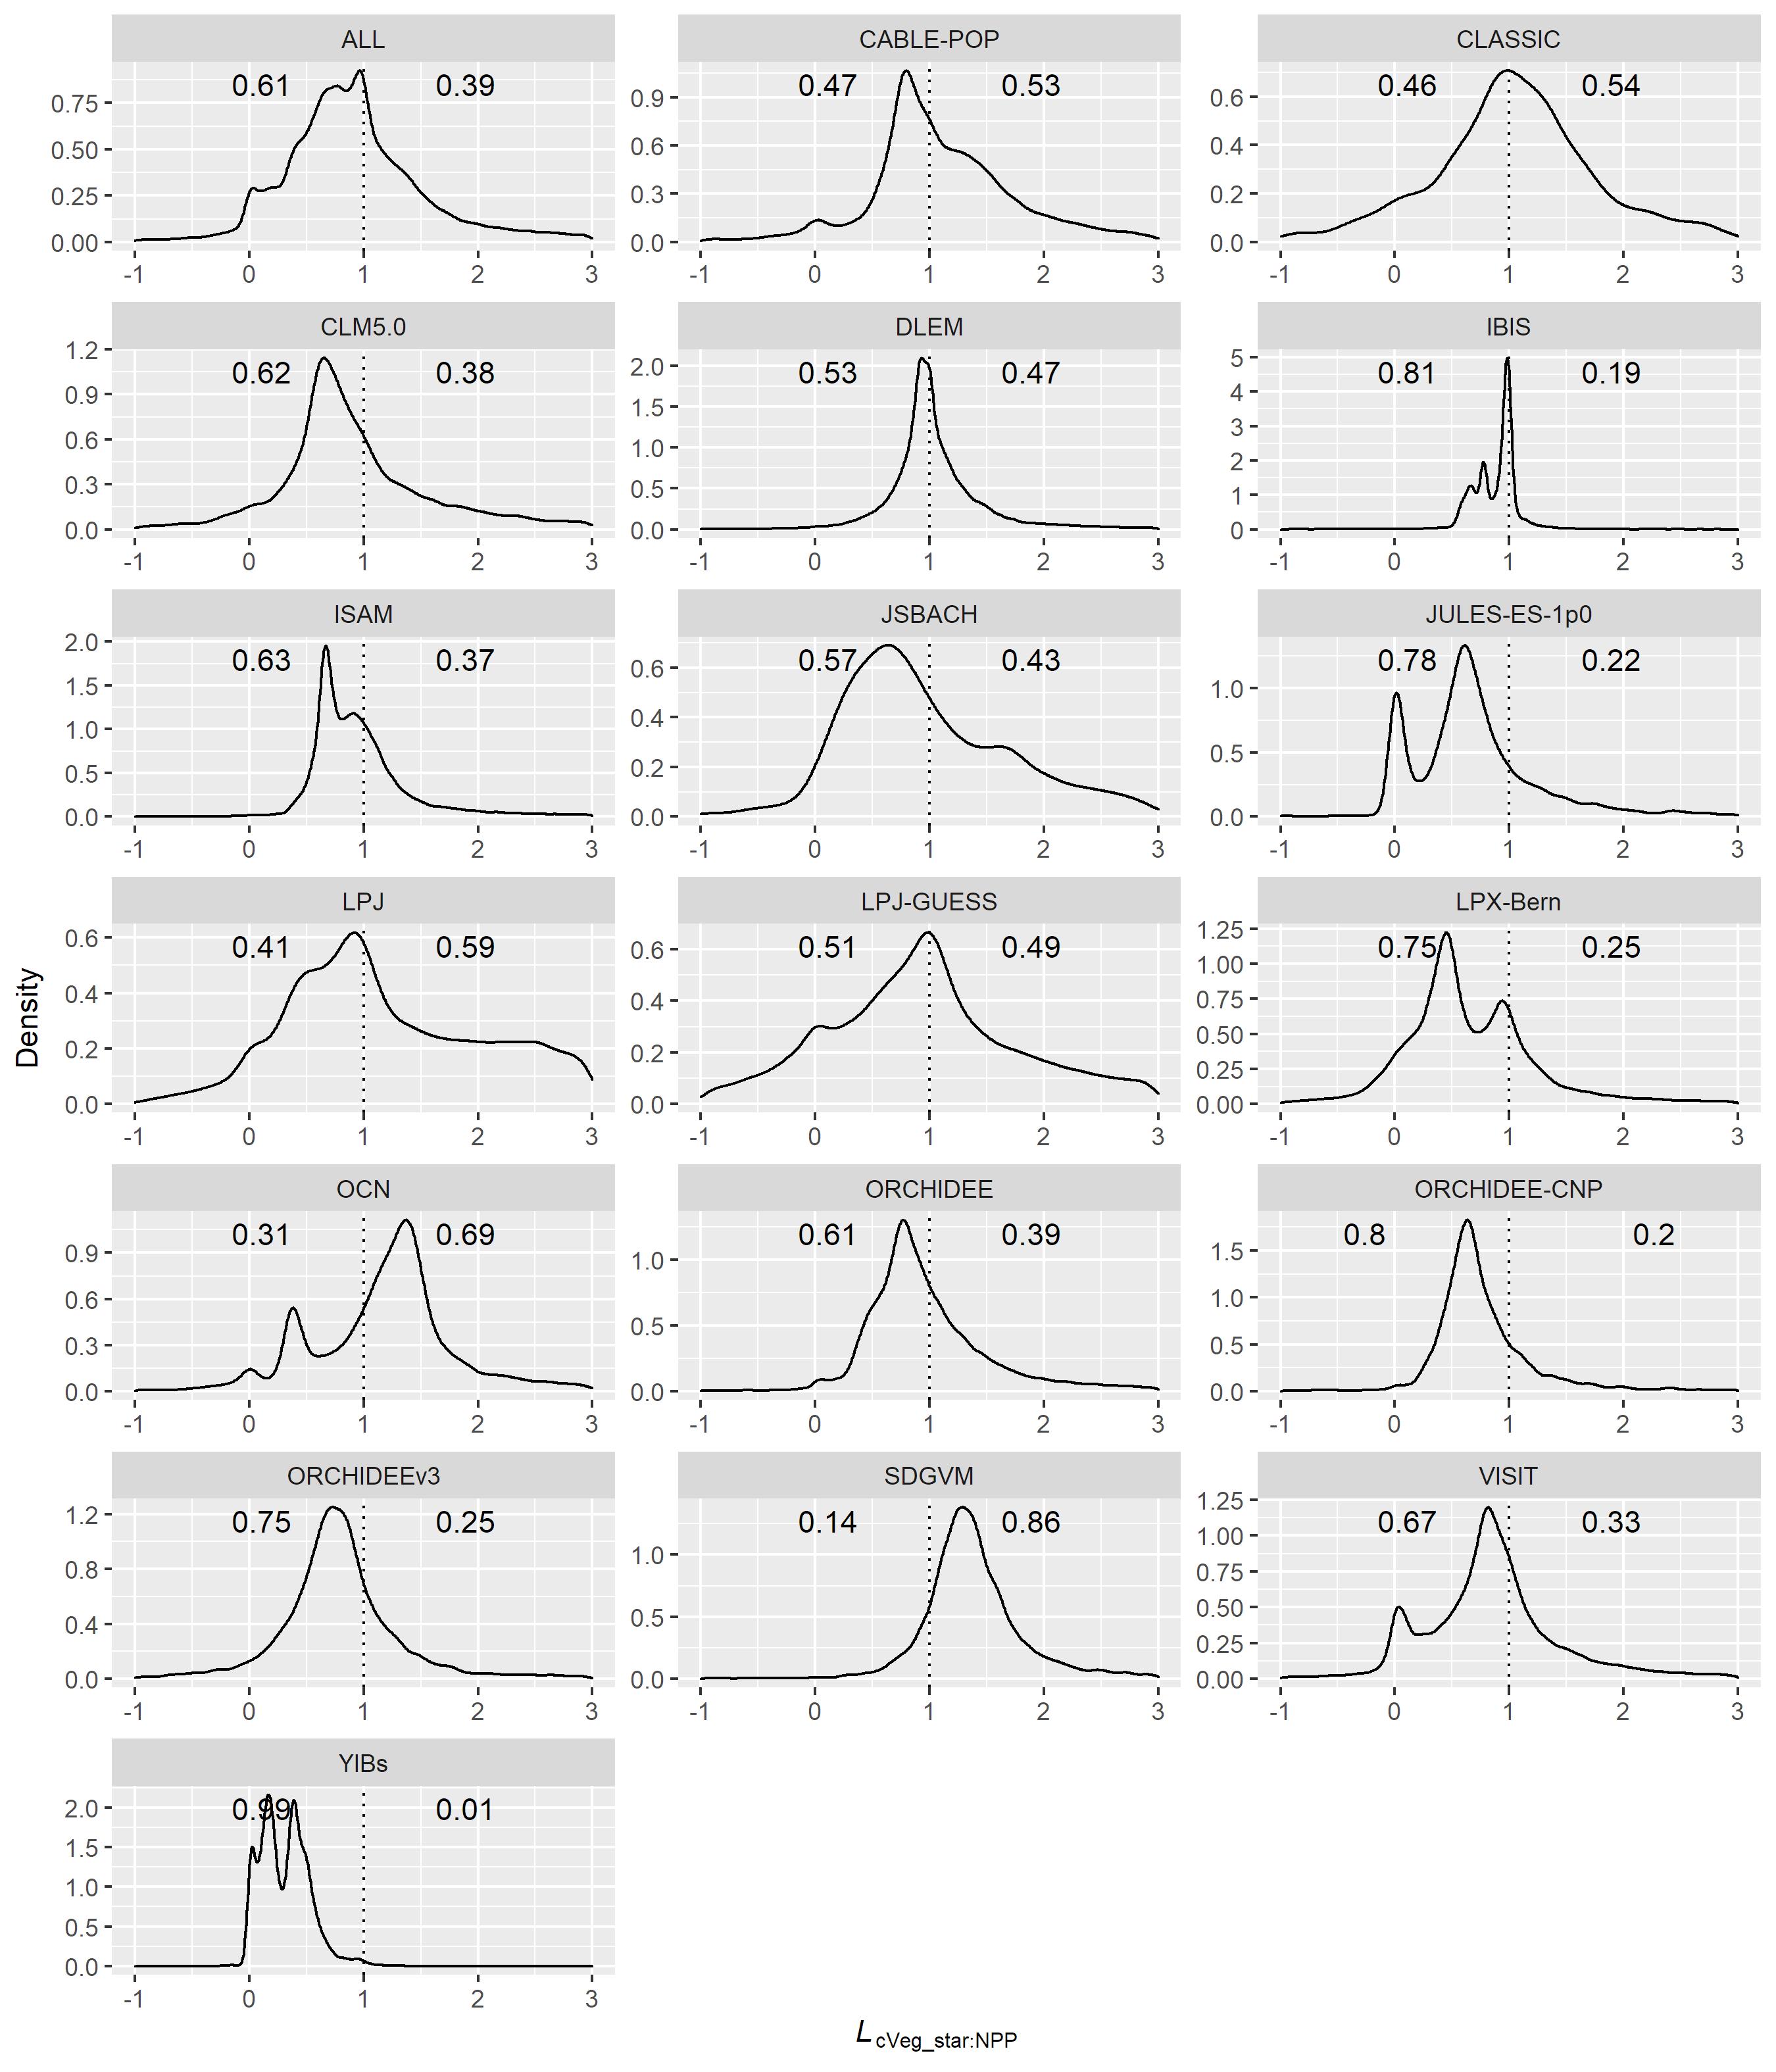 ALL CABLE-POP CLASSIC
0.61 0.39 0.47 0.53 0.46 0.54
0.75 0.50 0.25 0.00
0.9 0.6 0.3 0.0
0.6 0.4 0.2 0.0
-1 0 1 2 3 -1 0 1 2 3 -1 0 1 2 3
CLM5.0 DLEM IBIS
0.62 0.38 0.53 0.47 0.81 0.19
1.2 0.9 0.6 0.3 0.0
2.0 1.5 1.0 0.5 0.0
5 4 3 2 1 0
-1 0 1 2 3 -1 0 1 2 3 -1 0 1 2 3
ISAM JSBACH JULES-ES-1p0
0.63 0.37 0.57 0.43 0.78 0.22
2.0 1.5 1.0 0.5 0.0
0.6 0.4 0.2 0.0
1.0 0.5 0.0
-1 0 1 2 3 -1 0 1 2 3 -1 0 1 2 3
LPJ LPJ-GUESS LPX-Bern
0.41 0.59 0.51 0.49 0.75 0.25
0.6 0.4 0.2 0.0
0.6 0.4 0.2 0.0
1.25 1.00 0.75 0.50 0.25 0.00
-1 0 1 2 3 -1 0 1 2 3 -1 0 1 2 3
Density
OCN ORCHIDEE ORCHIDEE-CNP
0.31 0.69 0.61 0.39 0.8 0.2
0.9 0.6 0.3 0.0
1.0 0.5 0.0
1.5 1.0 0.5 0.0
-1 0 1 2 3 -1 0 1 2 3 -1 0 1 2 3
ORCHIDEEv3 SDGVM VISIT
0.75 0.25 0.14 0.86 0.67 0.33
1.2 0.8 0.4 0.0
1.0 0.5 0.0
1.25 1.00 0.75 0.50 0.25 0.00
-1 0 1 2 3 -1 0 1 2 3 -1 0 1 2 3
YIBs
0.99 0.01
2.0 1.5 1.0 0.5 0.0
-1 0 1 2 3
L cVeg_star:NPP